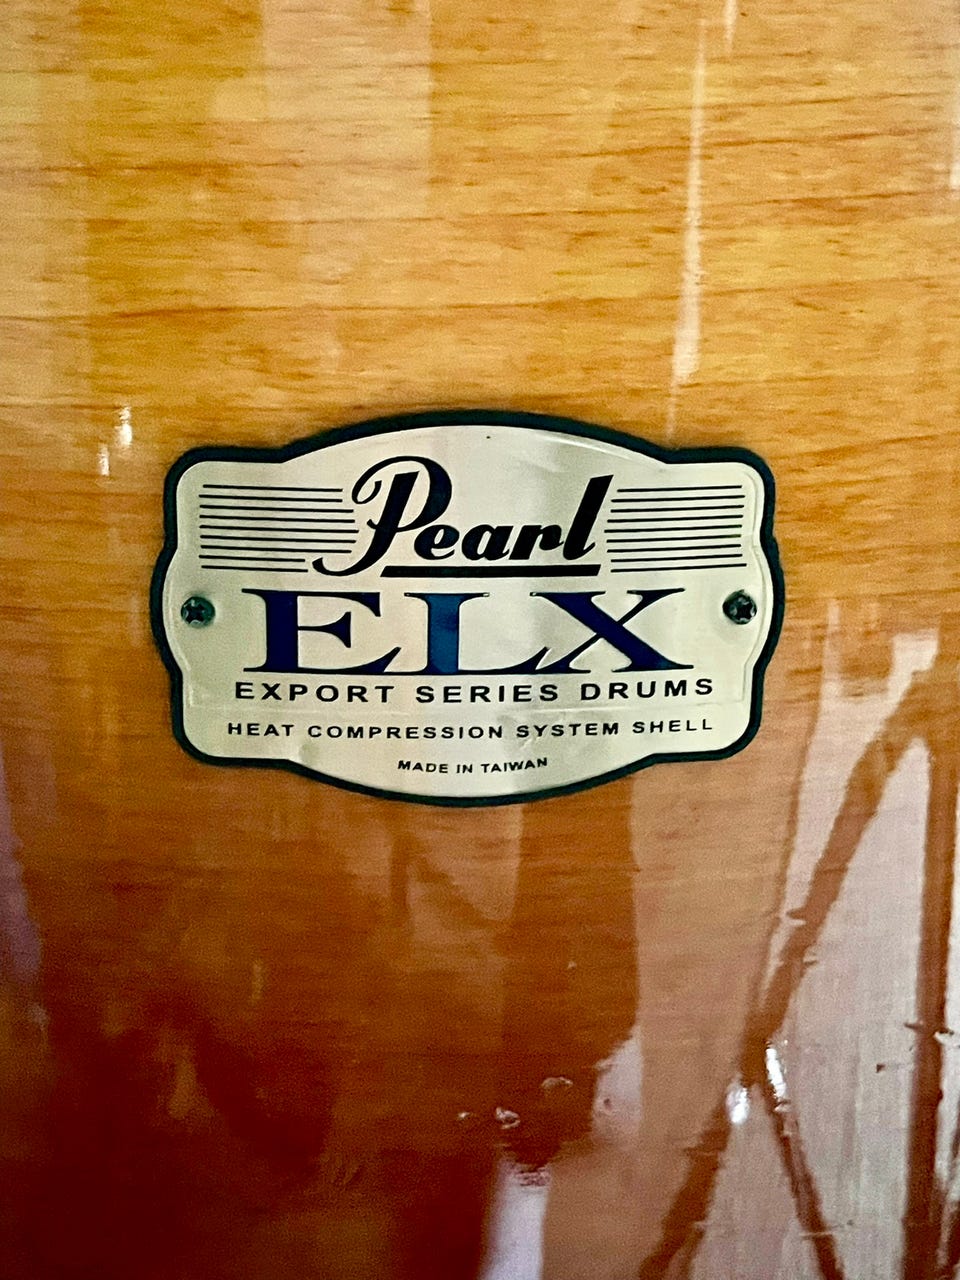 Pearl
ELX
EXPORT SERIES DRUMS
HEAT COMPRESSION SYSTEM SHELL
MADE IN TAIWAN